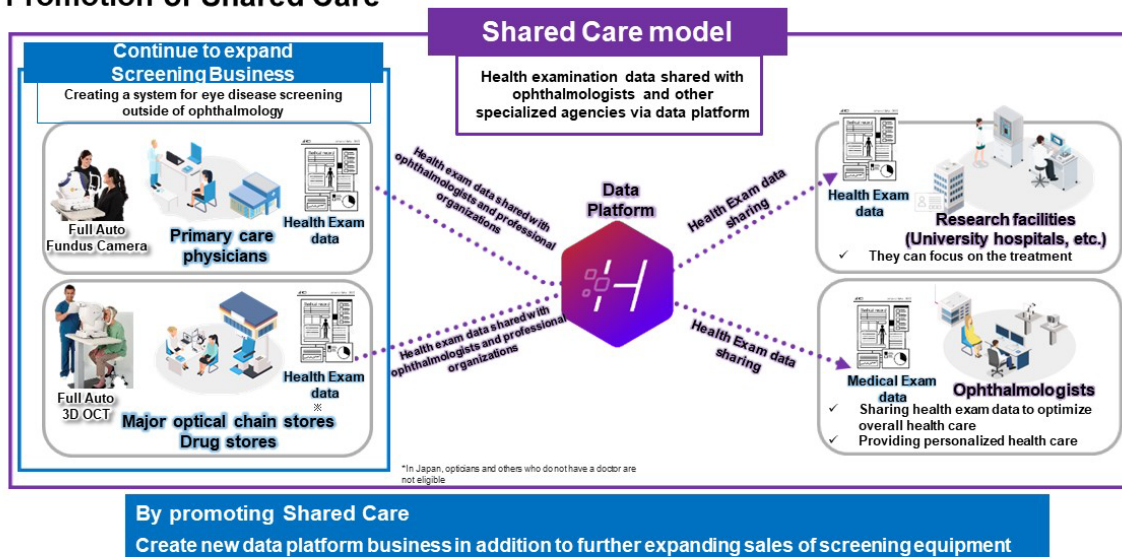 Promotion of Shared Care
Shared Care model
Health examination data shared with
ophthalmologists and other
specialized agencies via data platform
Continue to expand
Screening Business
Creating a system for eye disease screening
outside of ophthalmology
Full Auto
Fundus Camera
Primary care
physicians
Health Exam
data
Full Auto
3D OCT
Major optical chain stores
Drug stores
Health Exam
data
※
Health exam data shared with
ophthalmologists and professional
organizations
Health exam data shared with
ophthalmologists and professional
organizations
Data
Platform
Health Exam data
sharing
Health Exam data
sharing
Health Exam
data
Research facilities
(University hospitals, etc.)
✓ They can focus on the treatment
Medical Exam
data
Ophthalmologists
✓ Sharing health exam data to optimize
overall health care
✓ Providing personalized health care
*In Japan, opticians and others who do not have a doctor are
not eligible
By promoting Shared Care
Create new data platform business in addition to further expanding sales of screening equipment